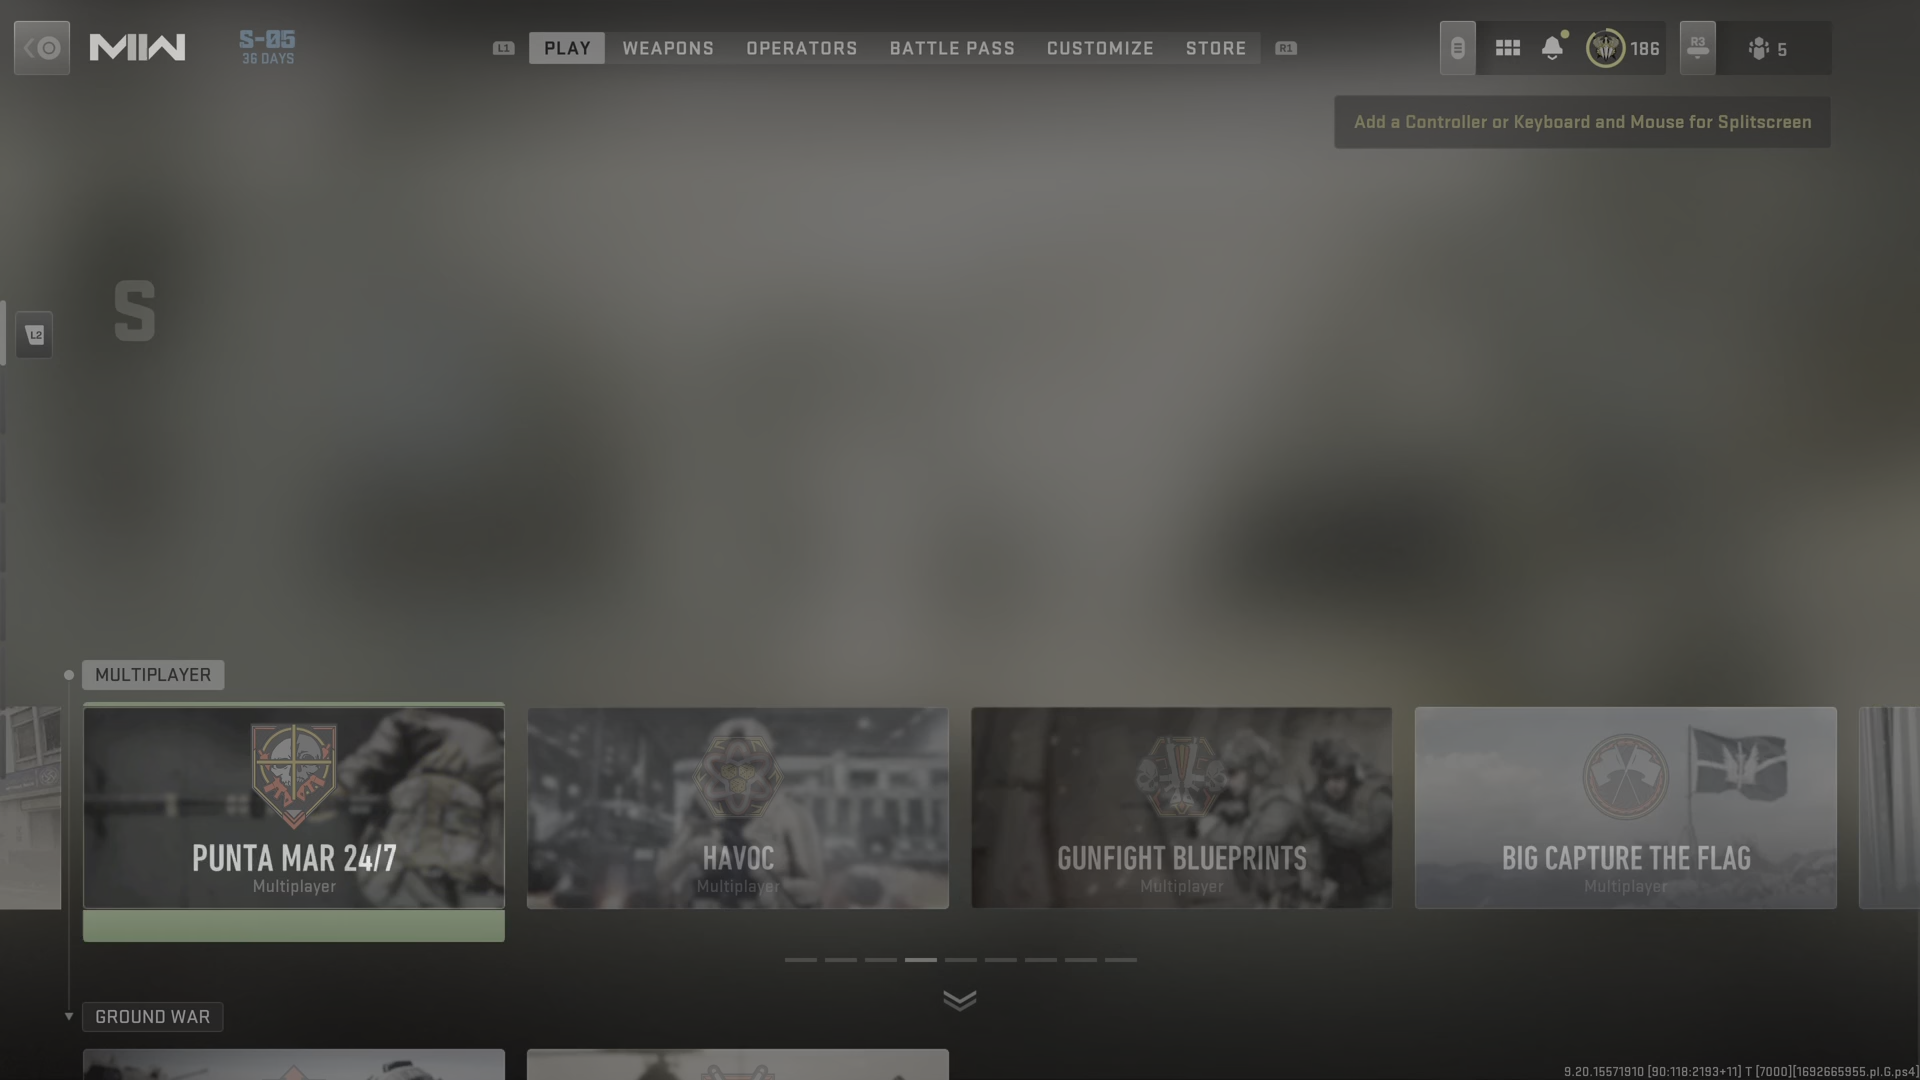 MW
S-05
36 DAYS
L1
PLAY
WEAPONS
OPERATORS
BATTLE PASS
CUSTOMIZE
STORE
R1
186
R3
5
Add a Controller or Keyboard and Mouse for Splitscreen
S
L2
MULTIPLAYER
PUNTA MAR 24/7
Multiplayer
HAVOC
Multiplayer
GUNFIGHT BLUEPRINTS
Multiplayer
BIG CAPTURE THE FLAG
Multiplayer
GROUND WAR
9.20.15571910 [90:118:2193+11] T [7000][1692665955.pl.G.ps4]